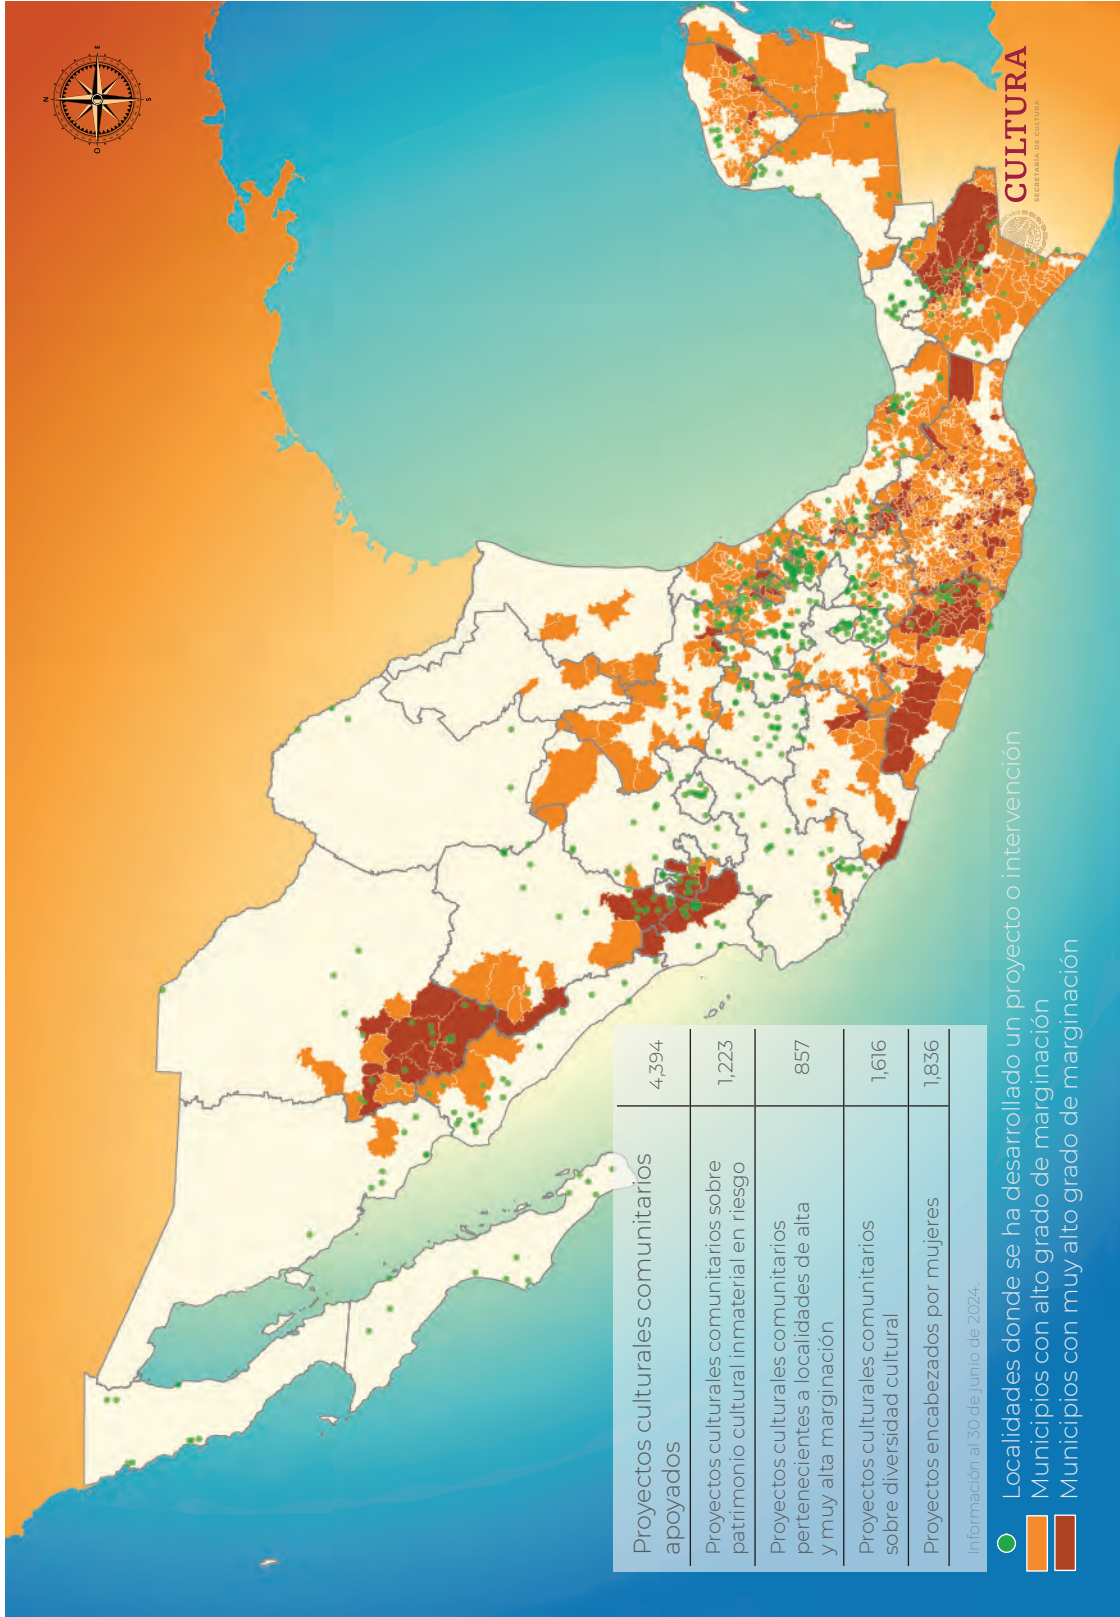 N
E
S
O
Proyectos culturales comunitarios
apoyados
4,394
Proyectos culturales comunitarios sobre
patrimonio cultural inmaterial en riesgo
1,223
Proyectos culturales comunitarios
pertenecientes a localidades de alta
y muy alta marginación
857
Proyectos culturales comunitarios
sobre diversidad cultural
1,616
Proyectos encabezados por mujeres
1,836
Información al 30 de junio de 2024.
Localidades donde se ha desarrollado un proyecto o intervención
Municipios con alto grado de marginación
Municipios con muy alto grado de marginación
CULTURA
SECRETARÍA DE CULTURA